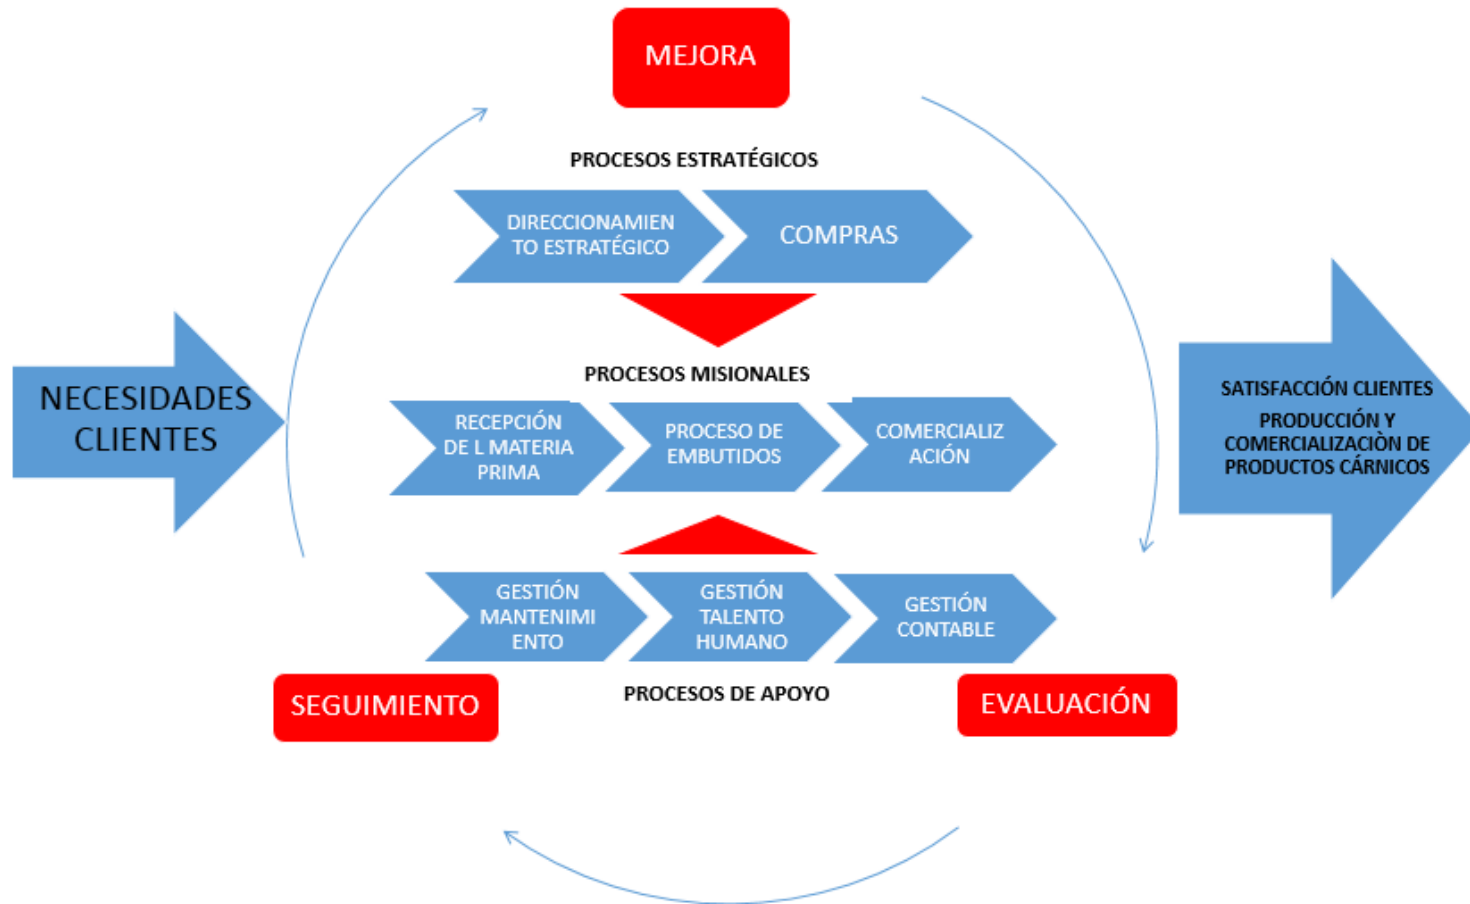 MEJORA
PROCESOS ESTRATÉGICOS
DIRECCIONAMIEN
TO ESTRATÉGICO
COMPRAS
NECESIDADES
CLIENTES
PROCESOS MISIONALES
RECEPCIÓN
DE L MATERIA
PRIMA
PROCESO DE
EMBUTIDOS
COMERCIALIZ
ACIÓN
SATISFACCIÓN CLIENTES
PRODUCCIÓN Y
COMERCIALIZACIÒN DE
PRODUCTOS CÁRNICOS
GESTIÓN
MANTENIMI
ENTO
GESTIÓN
TALENTO
HUMANO
GESTIÓN
CONTABLE
SEGUIMIENTO
PROCESOS DE APOYO
EVALUACIÓN